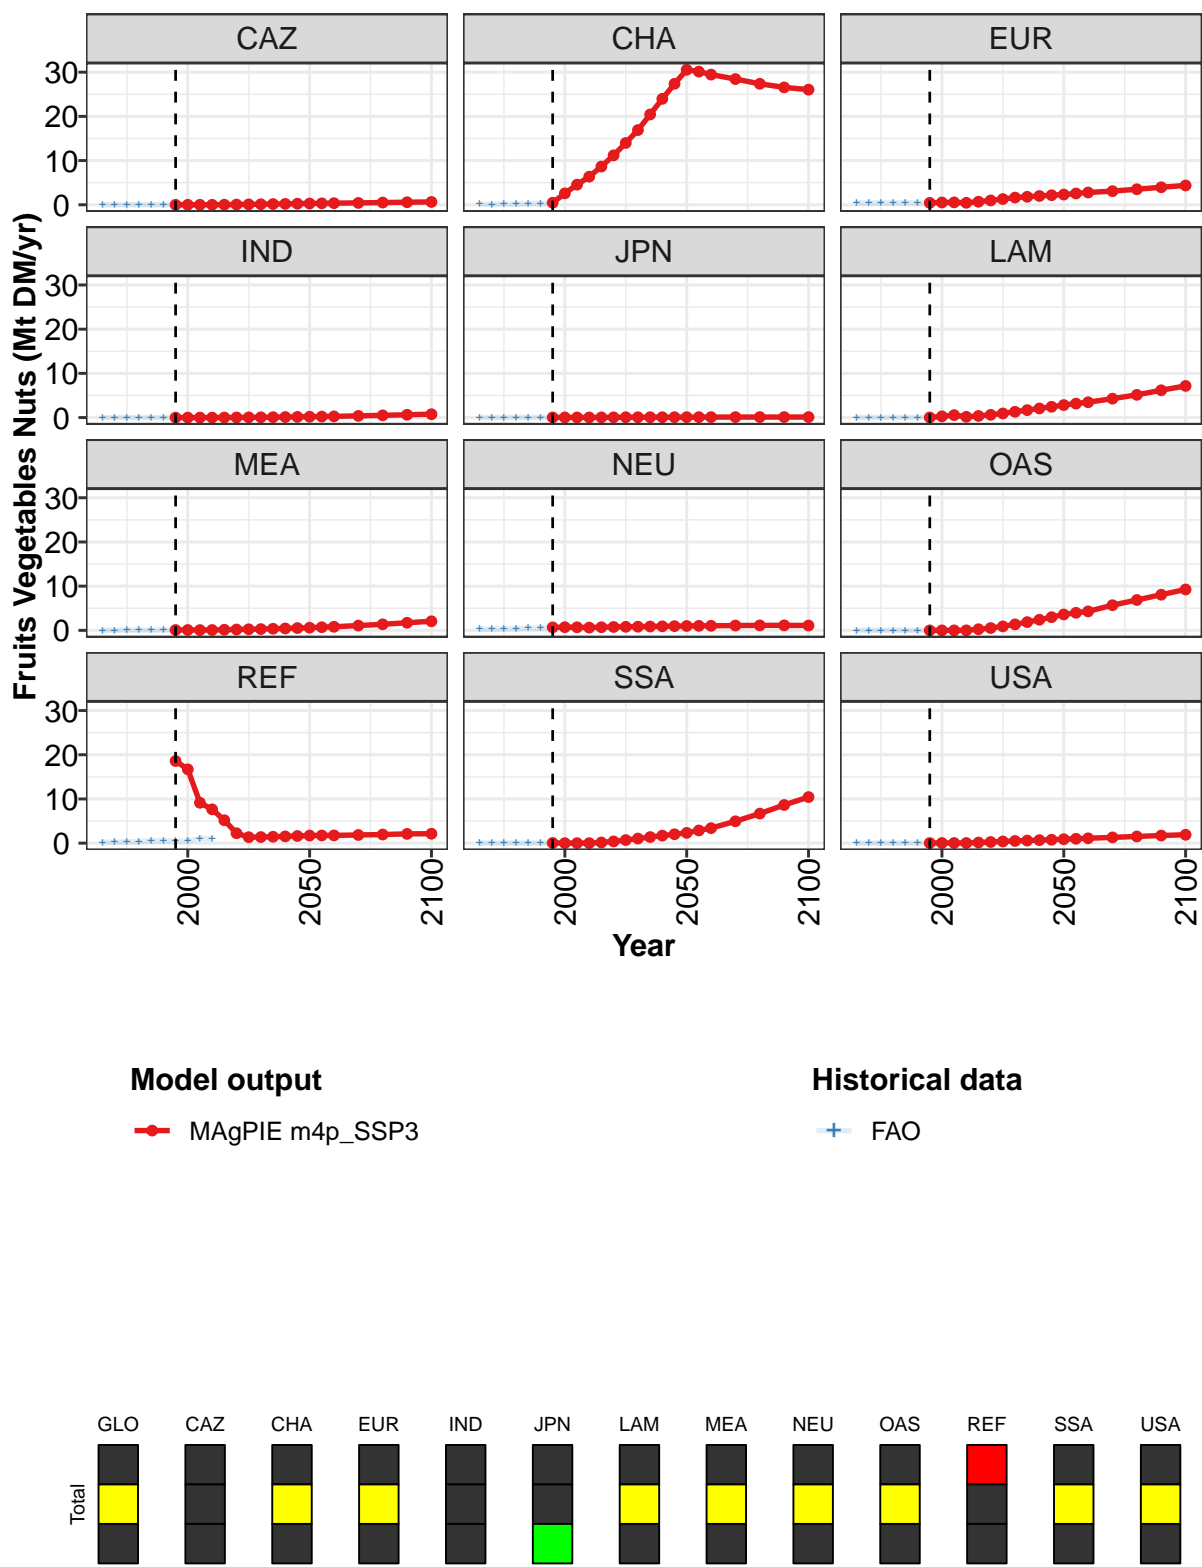 CAZ CHA EUR
30
20
10
0
IND JPN LAM
30
20
10
0
MEA NEU OAS
30
20
10
0
REF SSA USA
30
20
10
0
2000 2050 2100 2000 2050 2100 2000 2050 2100
Year
Fruits Vegetables Nuts (Mt DM/yr)
Model output Historical data
MAgPIE m4p_SSP3 FAO
GLO CAZ CHA EUR IND JPN LAM MEA NEU OAS REF SSA USA
Total